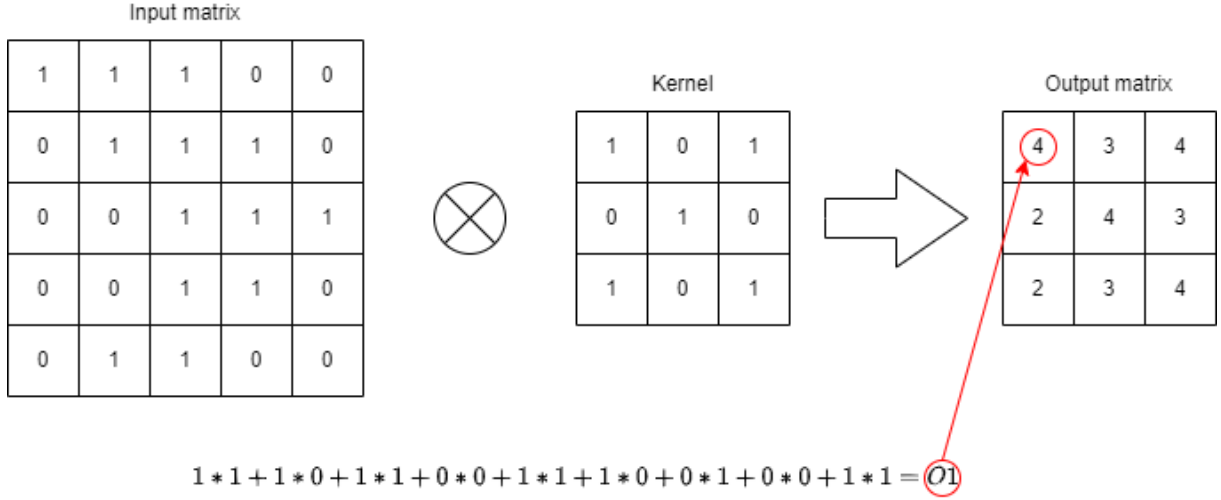 Input matrix
Kernel
Output matrix
1 1 1 0 0
0 1 1 1 0
0 0 1 1 1
0 0 1 1 0
0 1 1 0 0
1 0 1
0 1 0
1 0 1
4 3 4
2 4 3
2 3 4
1 * 1 + 1 * 0 + 1 * 1 + 0 * 0 + 1 * 1 + 1 * 0 + 0 * 1 + 0 * 0 + 1 * 1 = O1